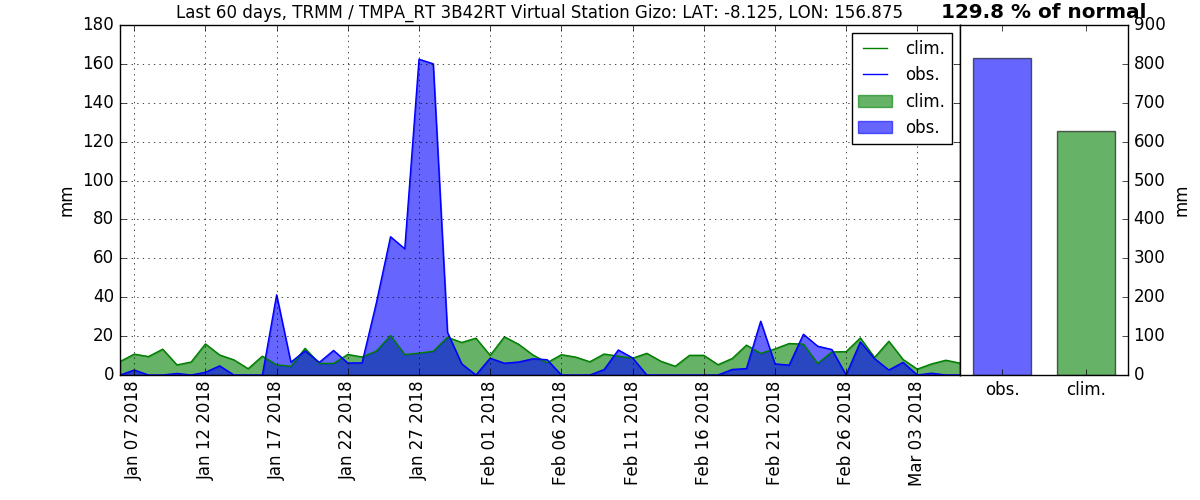 Last 60 days, TRMM / TMPA_RT 3B42RT Virtual Station Gizo: LAT: -8.125, LON: 156.875
129.8 % of normal
180
160
140
120
100
80
60
40
20
0
mm
clim.
obs.
clim.
obs.
Jan 07 2018
Jan 12 2018
Jan 17 2018
Jan 22 2018
Jan 27 2018
Feb 01 2018
Feb 06 2018
Feb 11 2018
Feb 16 2018
Feb 21 2018
Feb 26 2018
Mar 03 2018
900
800
700
600
500
400
300
200
100
0
mm
obs.
clim.